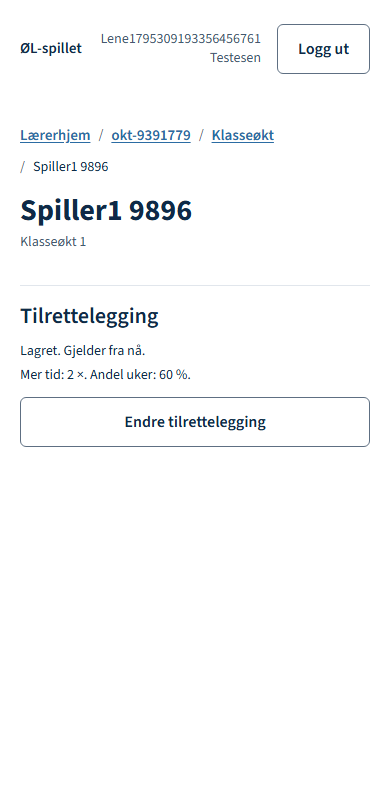 ØL-spillet
Lene1795309193356456761
Testesen
Logg ut
Lærerhjem / okt-9391779 / Klasseøkt
/ Spiller1 9896
Spiller1 9896
Klasseøkt 1
Tilrettelegging
Lagret. Gjelder fra nå.
Mer tid: 2 ×. Andel uker: 60 %.
Endre tilrettelegging